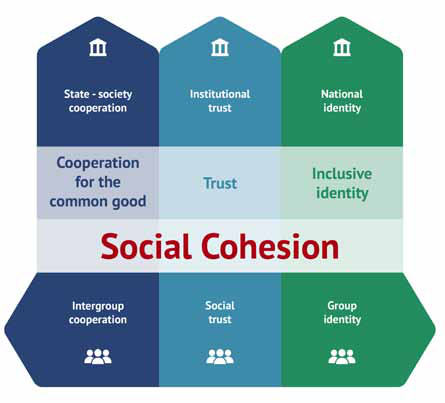 State - society
cooperation
Institutional
trust
National
identity
Cooperation
for the
common good
Trust
Inclusive
identity
Social Cohesion
Intergroup
cooperation
Social
trust
Group
identity